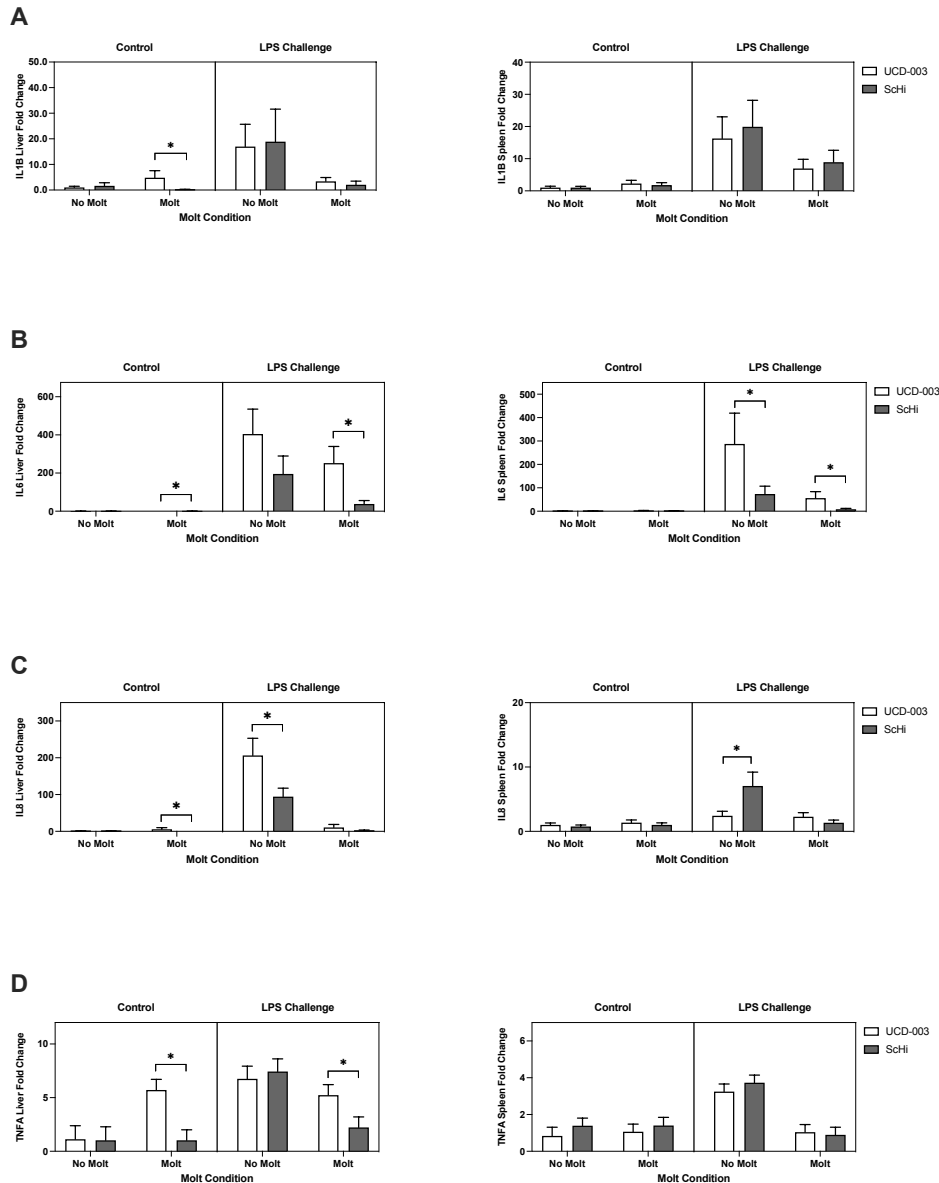 A
Control
LPS Challenge
IL1B Liver Fold Change
50.0
40.0
30.0
20.0
10.0
0.0
*
No Molt
Molt
No Molt
Molt
Molt Condition
IL1B Spleen Fold Change
Control
LPS Challenge
40
30
20
10
0
No Molt
Molt
No Molt
Molt
Molt Condition
UCD-003
ScHi
B
Control
LPS Challenge
IL6 Liver Fold Change
600
400
200
0
*
*
No Molt
Molt
No Molt
Molt
Molt Condition
Control
LPS Challenge
IL6 Spleen Fold Change
500
400
300
200
100
0
*
*
No Molt
Molt
No Molt
Molt
Molt Condition
UCD-003
ScHi
C
Control
LPS Challenge
IL8 Liver Fold Change
300
200
100
0
*
*
No Molt
Molt
No Molt
Molt
Molt Condition
Control
LPS Challenge
IL8 Spleen Fold Change
20
10
0
*
No Molt
Molt
No Molt
Molt
Molt Condition
UCD-003
ScHi
D
Control
LPS Challenge
TNFA Liver Fold Change
10
5
0
*
*
No Molt
Molt
No Molt
Molt
Molt Condition
Control
LPS Challenge
TNFA Spleen Fold Change
6
4
2
0
No Molt
Molt
No Molt
Molt
Molt Condition
UCD-003
ScHi